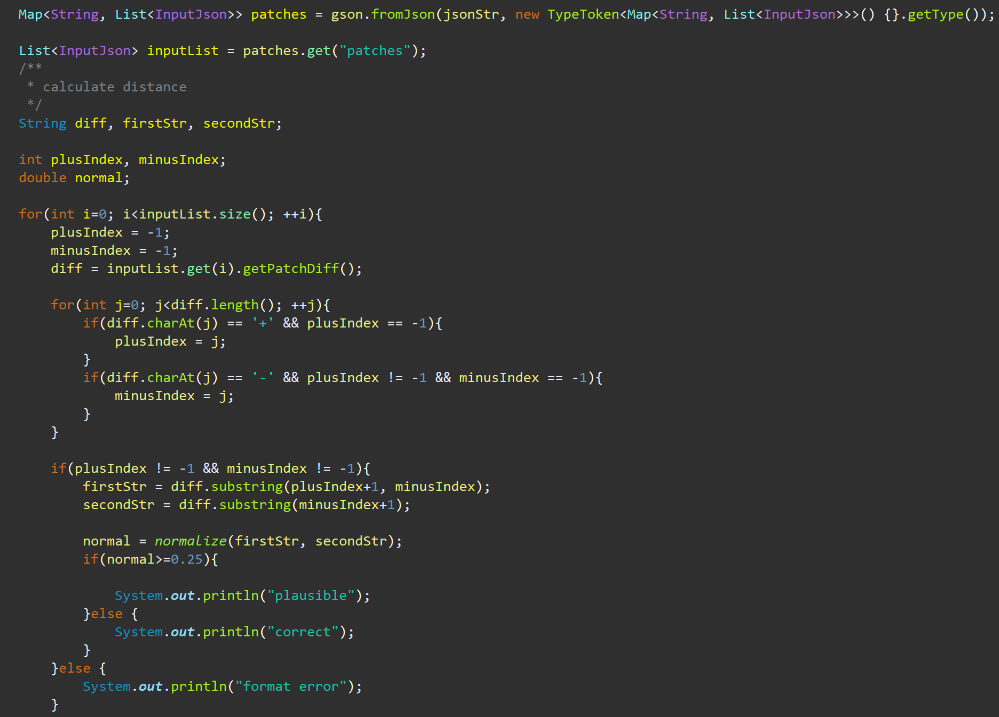 Map<String, List<InputJson>> patches = gson.fromJson(jsonStr, new TypeToken<Map<String, List<InputJson>>>() {}.getType());

List<InputJson> inputList = patches.get("patches");
/**
 * calculate distance
 */
String diff, firstStr, secondStr;

int plusIndex, minusIndex;
double normal;

for(int i=0; i<inputList.size(); ++i){
    plusIndex = -1;
    minusIndex = -1;
    diff = inputList.get(i).getPatchDiff();

    for(int j=0; j<diff.length(); ++j){
        if(diff.charAt(j) == '+' && plusIndex == -1){
            plusIndex = j;
        }
        if(diff.charAt(j) == '-' && plusIndex != -1 && minusIndex == -1){
            minusIndex = j;
        }
    }

    if(plusIndex != -1 && minusIndex != -1){
        firstStr = diff.substring(plusIndex+1, minusIndex);
        secondStr = diff.substring(minusIndex+1);

        normal = normalize(firstStr, secondStr);
        if(normal>=0.25){

            System.out.println("plausible");
        }else {
            System.out.println("correct");
        }
    }else {
        System.out.println("format error");
    }